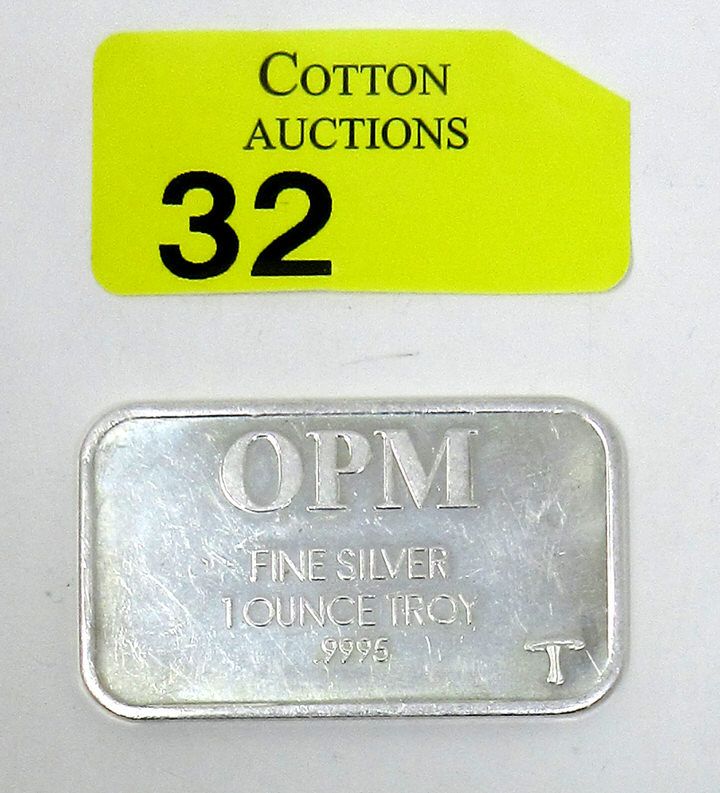 COTTON
AUCTIONS
32
OPM
FINE SILVER
1 OUNCE TROY
.9995
T